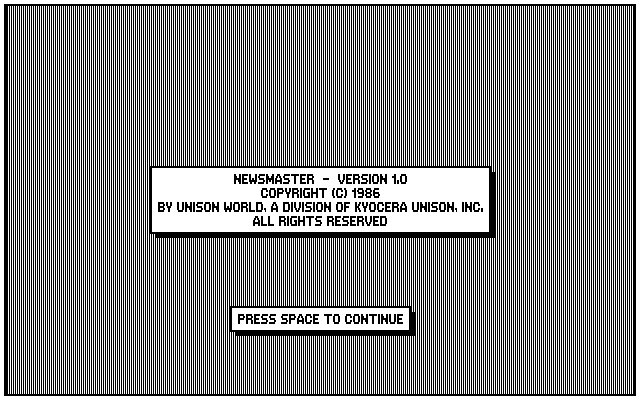 NEWSMASTER - VERSION 1.0
COPYRIGHT (C) 1986
BY UNISON WORLD, A DIVISION OF KYOCERA UNISON, INC.
ALL RIGHTS RESERVED
PRESS SPACE TO CONTINUE